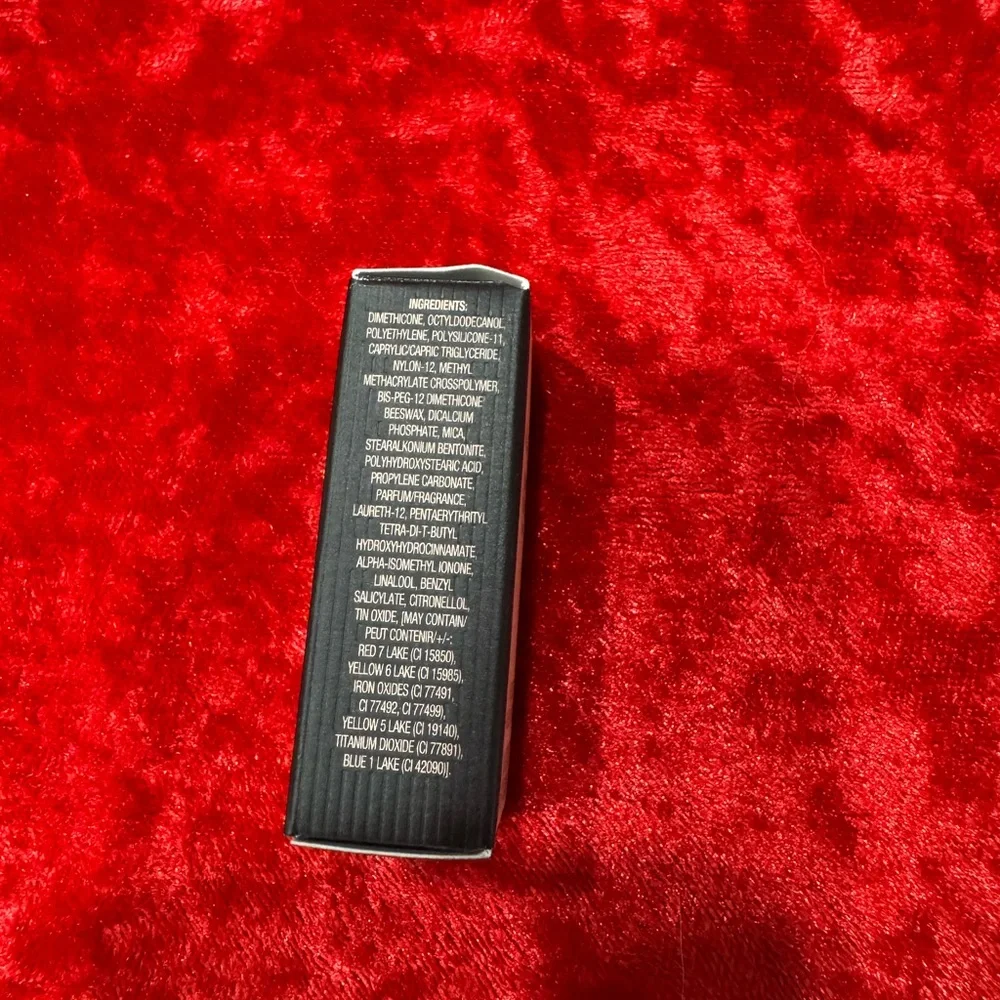 INGREDIENTS:
DIMETHICONE, OCTYLDODECANOL,
POLYETHYLENE, POLYSILICONE-11,
CAPRYLIC/CAPRIC TRIGLYCERIDE,
NYLON-12, METHYL
METHACRYLATE CROSSPOLYMER,
BIS-PEG-12 DIMETHICONE
BEESWAX, DICALCIUM
PHOSPHATE, MICA,
STEARALKONIUM BENTONITE,
POLYHYDROXYSTEARIC ACID,
PROPYLENE CARBONATE,
PARFUM/FRAGRANCE,
LAURETH-12, PENTAERYTHRITYL
TETRA-DI-T-BUTYL
HYDROXYHYDROCINNAMATE,
ALPHA-ISOMETHYL IONONE,
LINALOOL, BENZYL
SALICYLATE, CITRONELLOL,
TIN OXIDE, [MAY CONTAIN/
PEUT CONTENIR/+/-:
RED 7 LAKE (CI 15850),
YELLOW 6 LAKE (CI 15985),
IRON OXIDES (CI 77491,
CI 77492, CI 77499),
YELLOW 5 LAKE (CI 19140),
TITANIUM DIOXIDE (CI 77891),
BLUE 1 LAKE (CI 42090)].